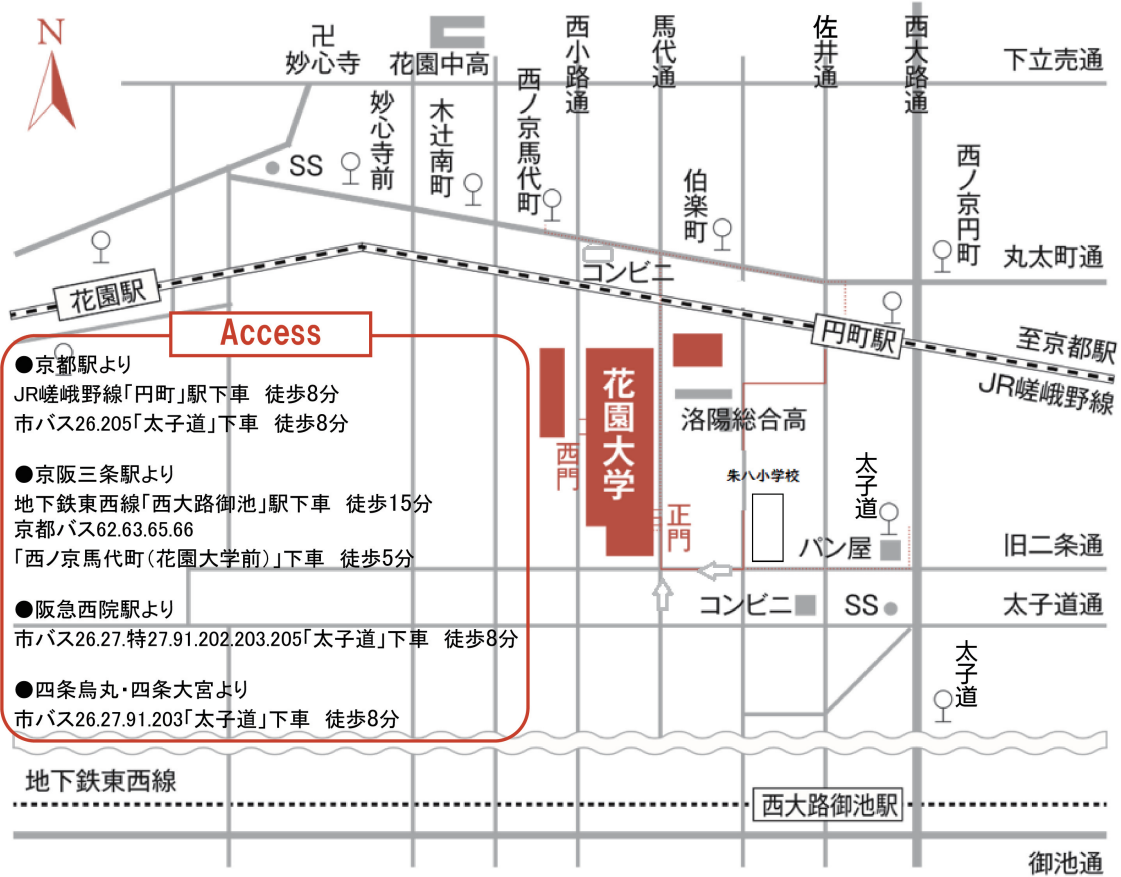 N
卍
妙心寺
花園中高
西小路通
馬代通
佐井通
西大路通
下立売通
SS
妙心寺前
木辻南町
西ノ京馬代町
伯楽町
西ノ京円町
丸太町通
コンビニ
花園駅
円町駅
至京都駅
JR嵯峨野線
Access
●京都駅より
JR嵯峨野線「円町」駅下車　徒歩8分
市バス26.205「太子道」下車　徒歩8分
●京阪三条駅より
地下鉄東西線「西大路御池」駅下車　徒歩15分
京都バス62.63.65.66
「西ノ京馬代町(花園大学前)」下車　徒歩5分
●阪急西院駅より
市バス26.27.特27.91.202.203.205「太子道」下車　徒歩8分
●四条烏丸・四条大宮より
市バス26.27.91.203「太子道」下車　徒歩8分
花園大学
西門
正門
洛陽総合高
朱八小学校
太子道
パン屋
旧二条通
コンビニ
SS
太子道通
太子道
地下鉄東西線
西大路御池駅
御池通